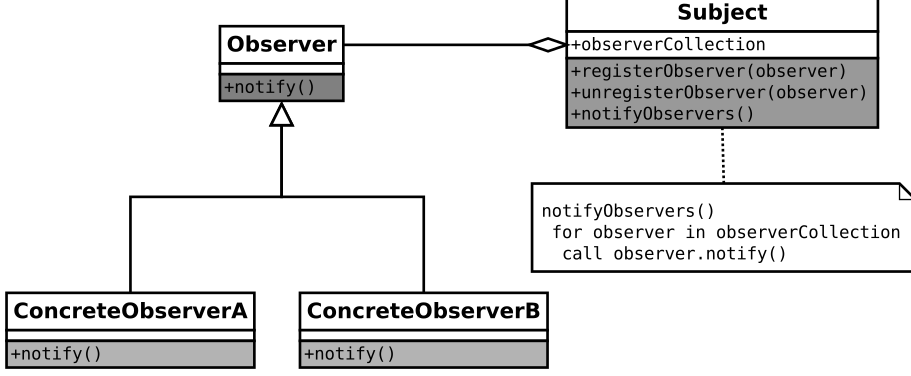 Observer
+notify()
Subject
+observerCollection
+registerObserver(observer)
+unregisterObserver(observer)
+notifyObservers()
notifyObservers()
for observer in observerCollection
call observer.notify()
ConcreteObserverA
+notify()
ConcreteObserverB
+notify()